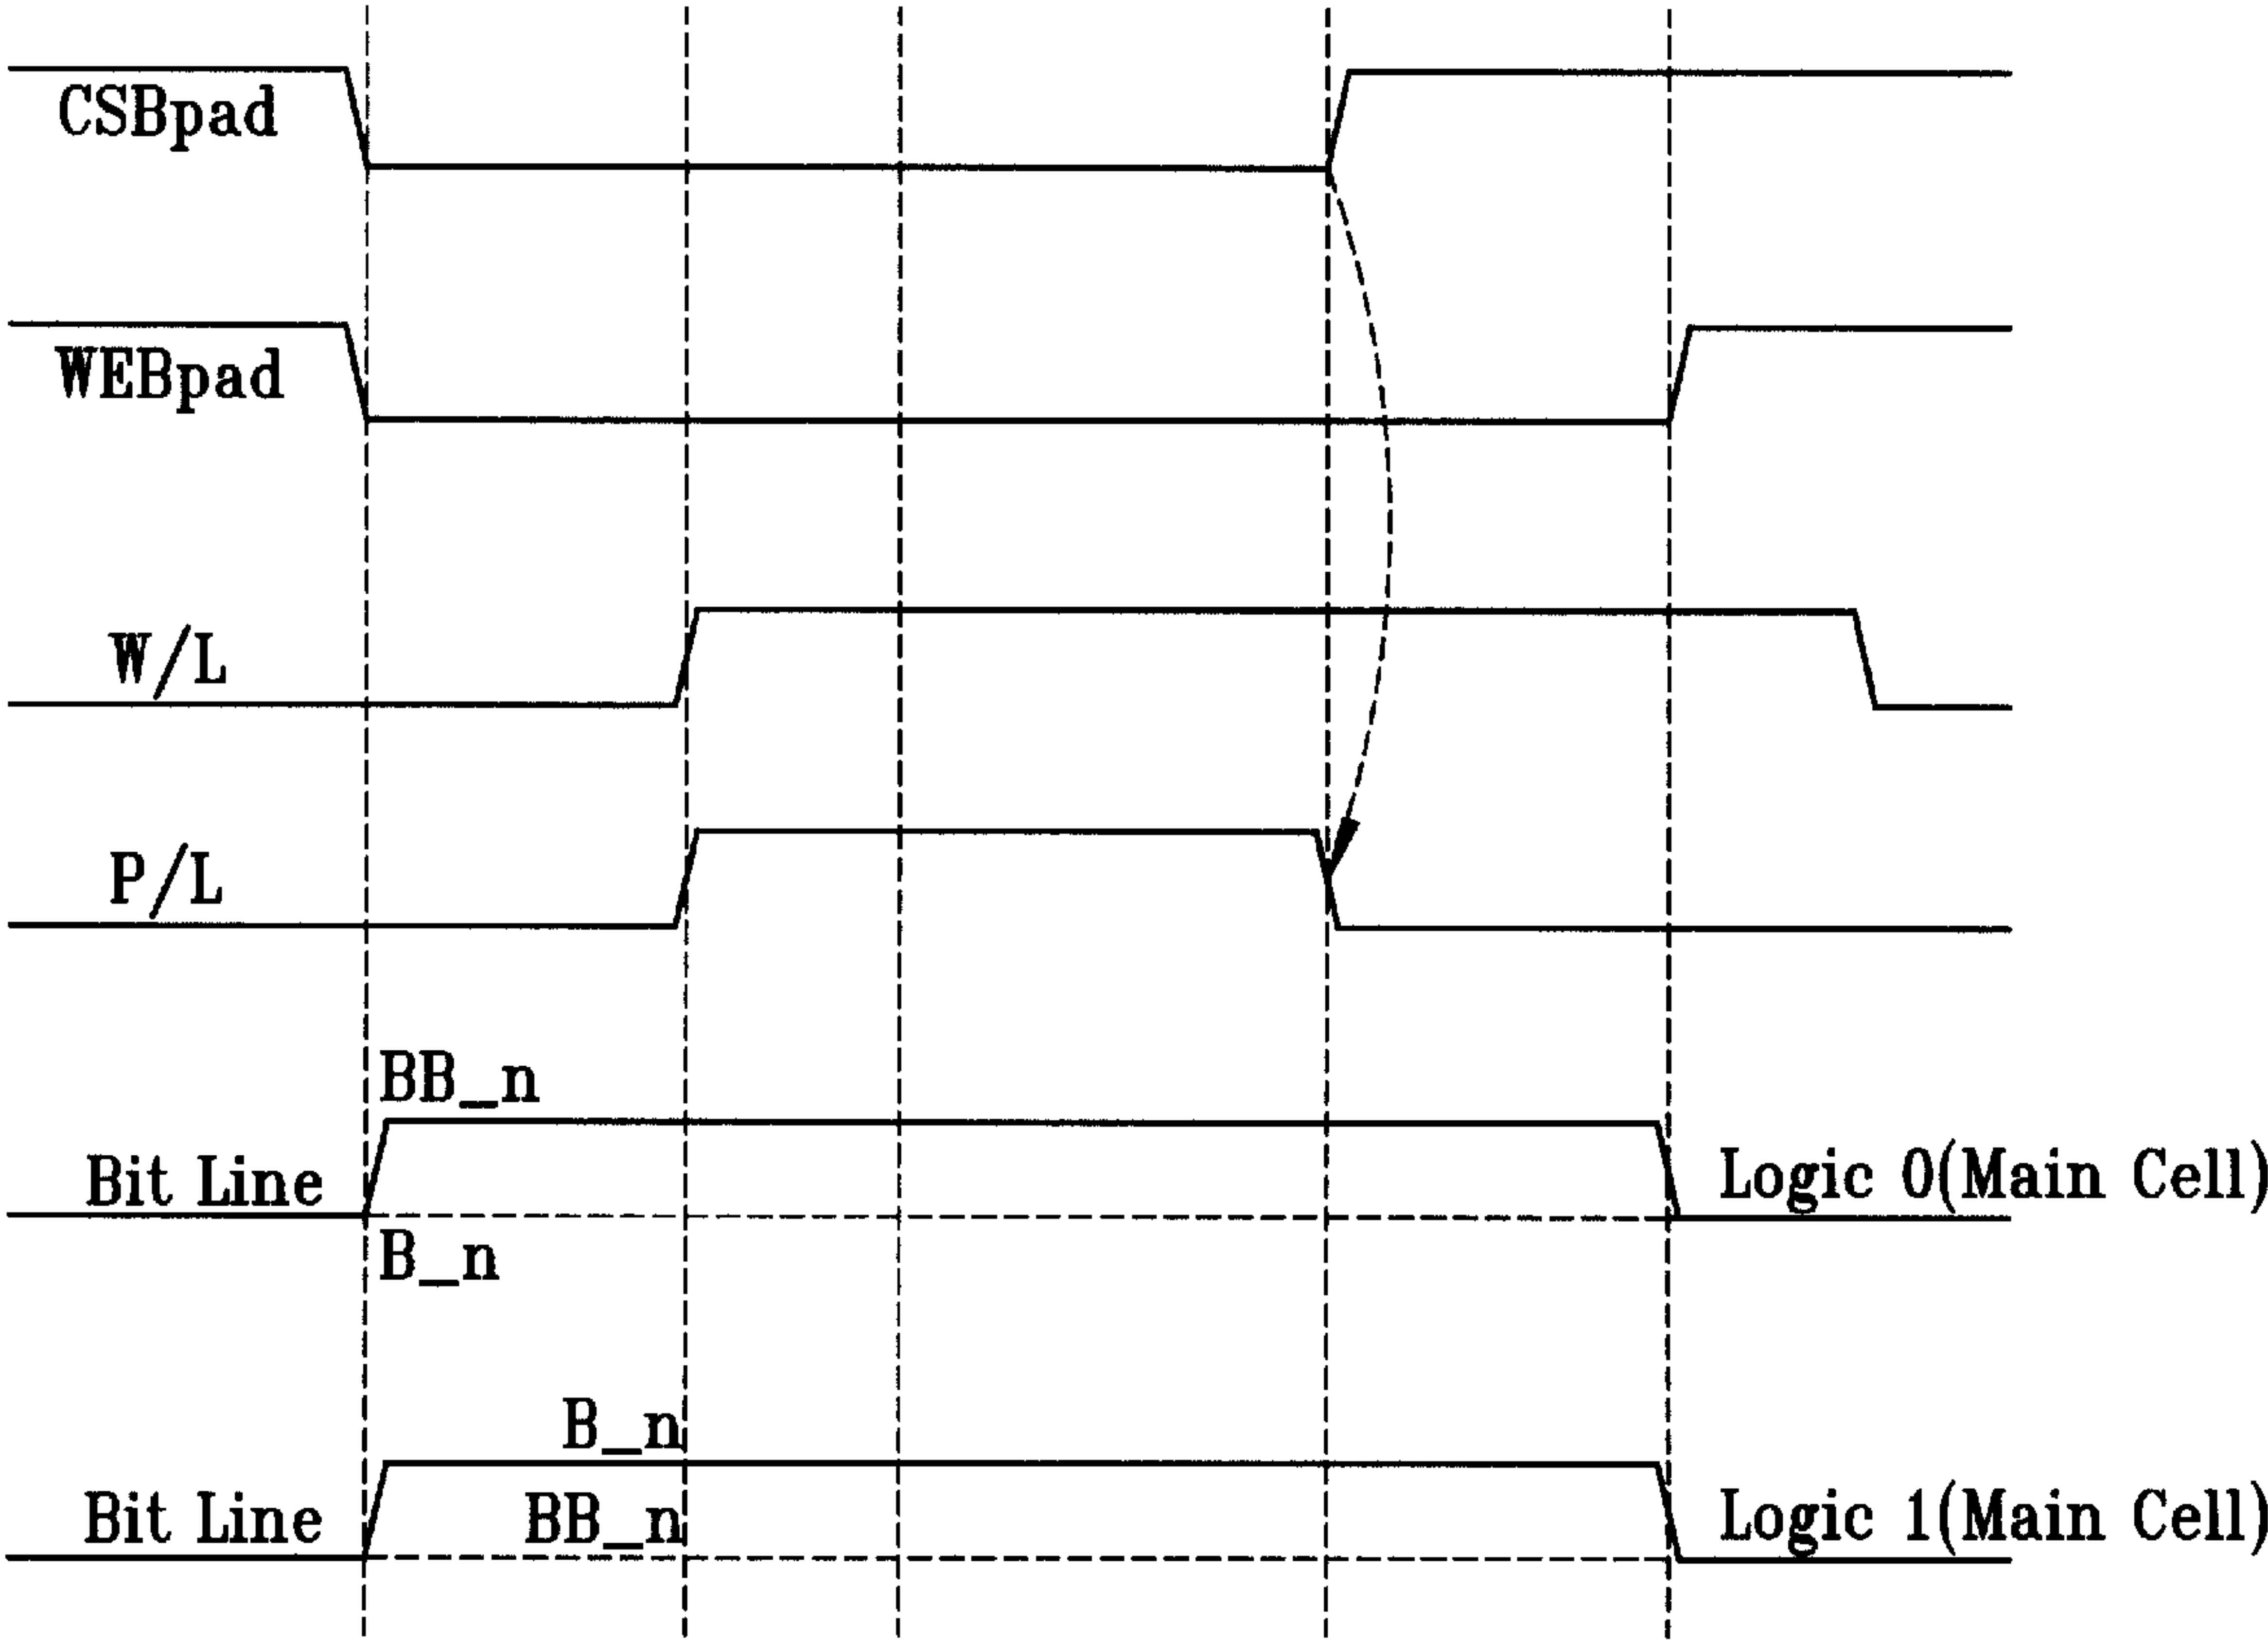 CSBpad
WEBpad
W/L
P/L
BB_n
Bit Line Logic 0(Main Cell)
B_n
B_n
Bit Line BB_n Logic 1(Main Cell)